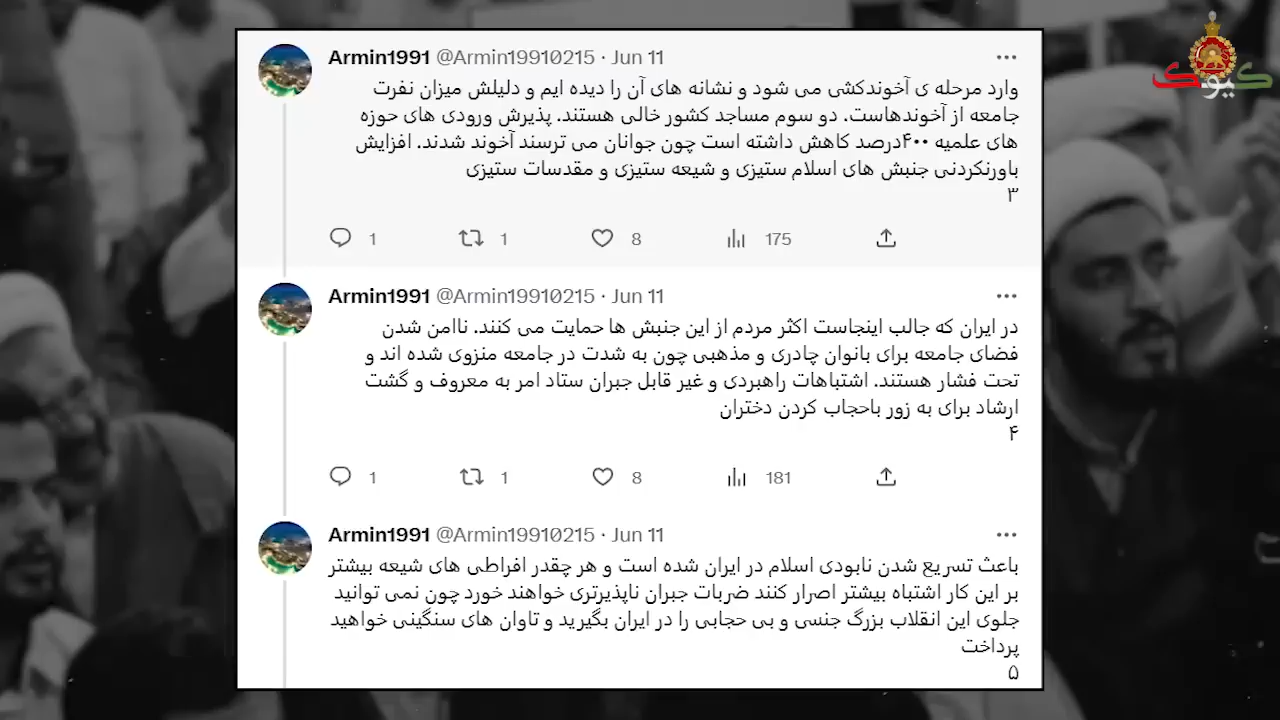 Armin1991 @Armin19910215 · Jun 11
وارد مرحله ی آخوندکشی می شود و نشانه های آن را دیده ایم و دلیلش میزان نفرت
جامعه از آخوندهاست. دو سوم مساجد کشور خالی هستند. پذیرش ورودی های حوزه
های علمیه ۴۰۰درصد کاهش داشته است چون جوانان می ترسند آخوند شدند. افزایش
باورنکردنی جنبش های اسلام ستیزی و شیعه ستیزی و مقدسات ستیزی
۳
1 1 8 175
Armin1991 @Armin19910215 · Jun 11
در ایران که جالب اینجاست اکثر مردم از این جنبش ها حمایت می کنند. ناامن شدن
فضای جامعه برای بانوان چادری و مذهبی چون به شدت در جامعه منزوی شده اند و
تحت فشار هستند. اشتباهات راهبردی و غیر قابل جبران ستاد امر به معروف و گشت
ارشاد برای به زور باحجاب کردن دختران
۴
1 1 8 181
Armin1991 @Armin19910215 · Jun 11
باعث تسریع شدن نابودی اسلام در ایران شده است و هر چقدر افراطی های شیعه بیشتر
بر این کار اشتباه بیشتر اصرار کنند ضربات جبران ناپذیرتری خواهند خورد چون نمی توانید
جلوی این انقلاب بزرگ جنسی و بی حجابی را در ایران بگیرید و تاوان های سنگینی خواهید
پرداخت
۵
کیوک